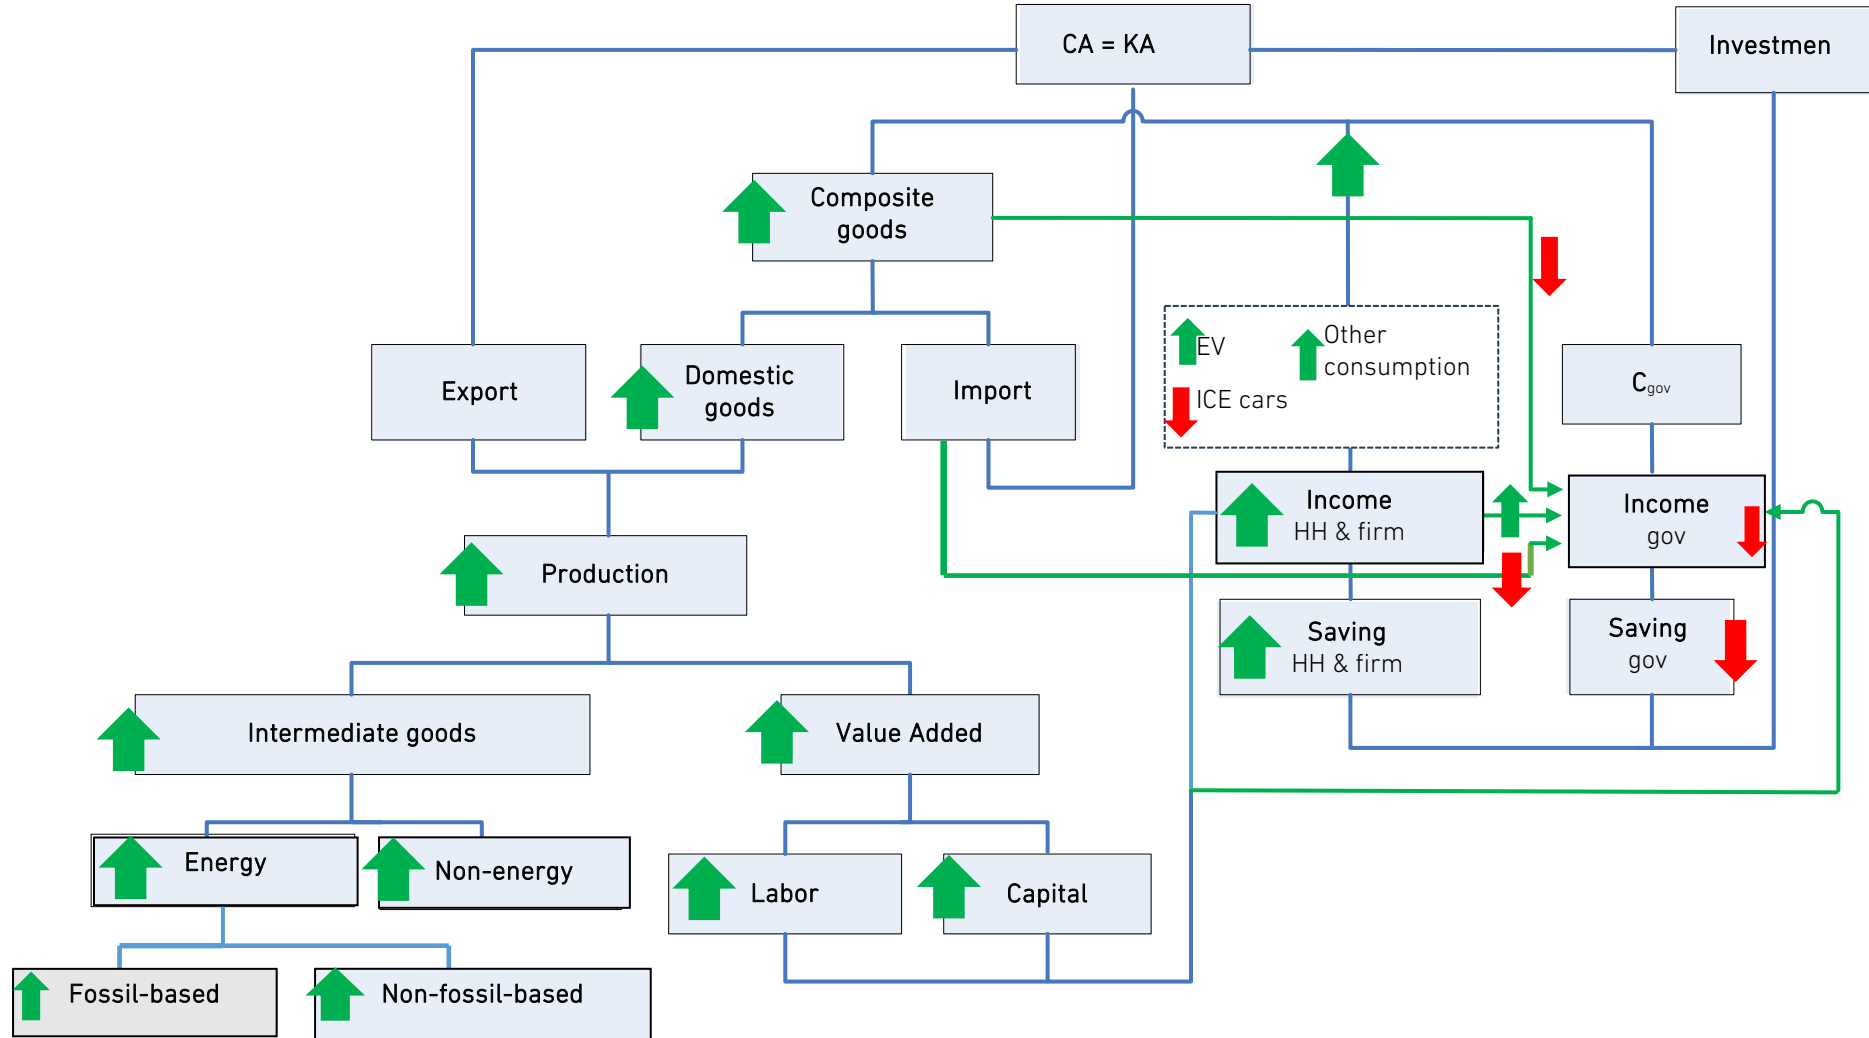 CA = KA
Investmen
Composite
goods
EV
Other
consumption
ICE cars
Export
Domestic
goods
Import
Cgov
Income
HH & firm
Income
gov
Production
Saving
HH & firm
Saving
gov
Intermediate goods
Value Added
Energy
Non-energy
Labor
Capital
Fossil-based
Non-fossil-based